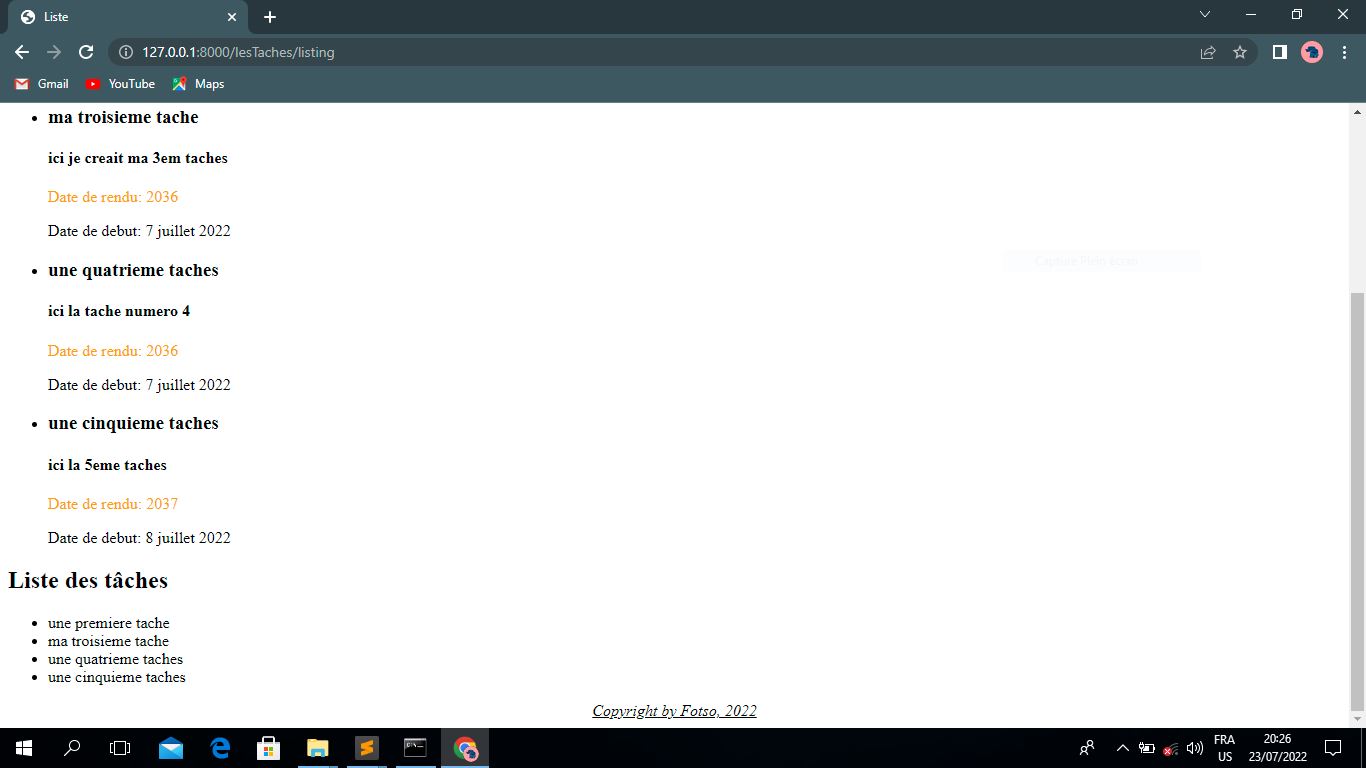 Liste
127.0.0.1:8000/lesTaches/listing
Gmail
YouTube
Maps
ma troisieme tache
ici je creait ma 3em taches
Date de rendu: 2036
Date de debut: 7 juillet 2022
une quatrieme taches
Capture Plein écran
ici la tache numero 4
Date de rendu: 2036
Date de debut: 7 juillet 2022
une cinquieme taches
ici la 5eme taches
Date de rendu: 2037
Date de debut: 8 juillet 2022
Liste des tâches
une premiere tache
ma troisieme tache
une quatrieme taches
une cinquieme taches
Copyright by Fotso, 2022
FRA
US
20:26
23/07/2022